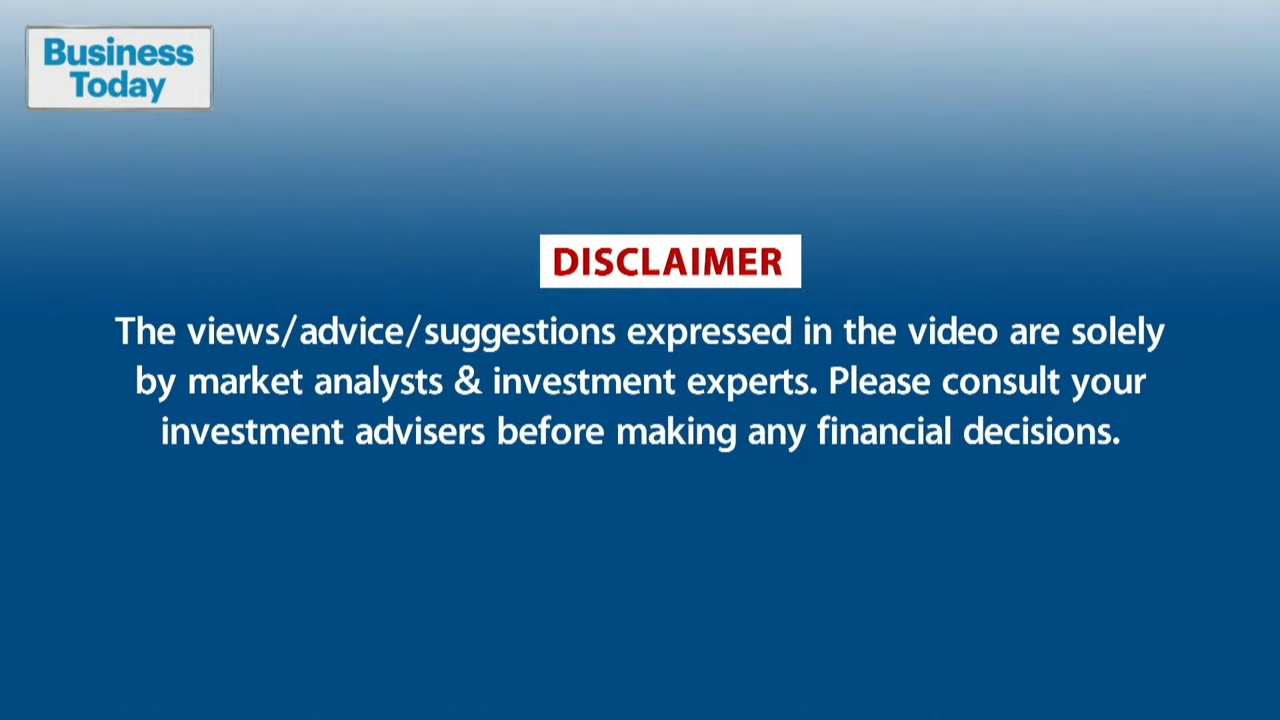 Business
Today
DISCLAIMER
The views/advice/suggestions expressed in the video are solely
by market analysts & investment experts. Please consult your
investment advisers before making any financial decisions.